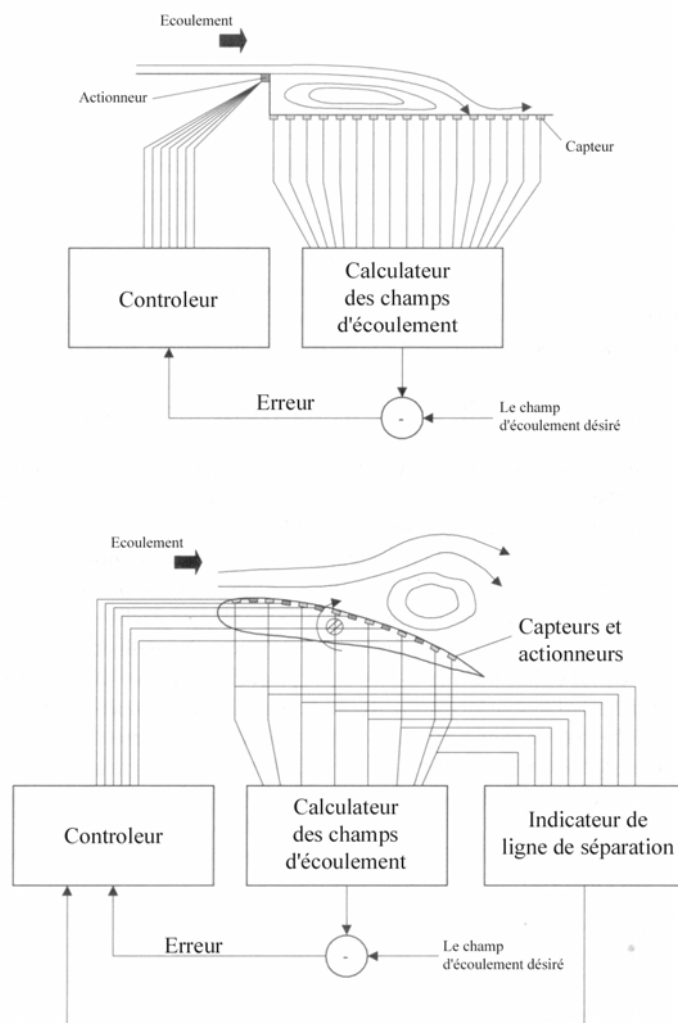 Ecoulement
Actionneur
Capteur
Controleur
Calculateur
des champs
d'écoulement
Erreur
-
Le champ
d'écoulement désiré
Ecoulement
Capteurs et
actionneurs
Controleur
Calculateur
des champs
d'écoulement
Indicateur de
ligne de séparation
Erreur
-
Le champ
d'écoulement désiré